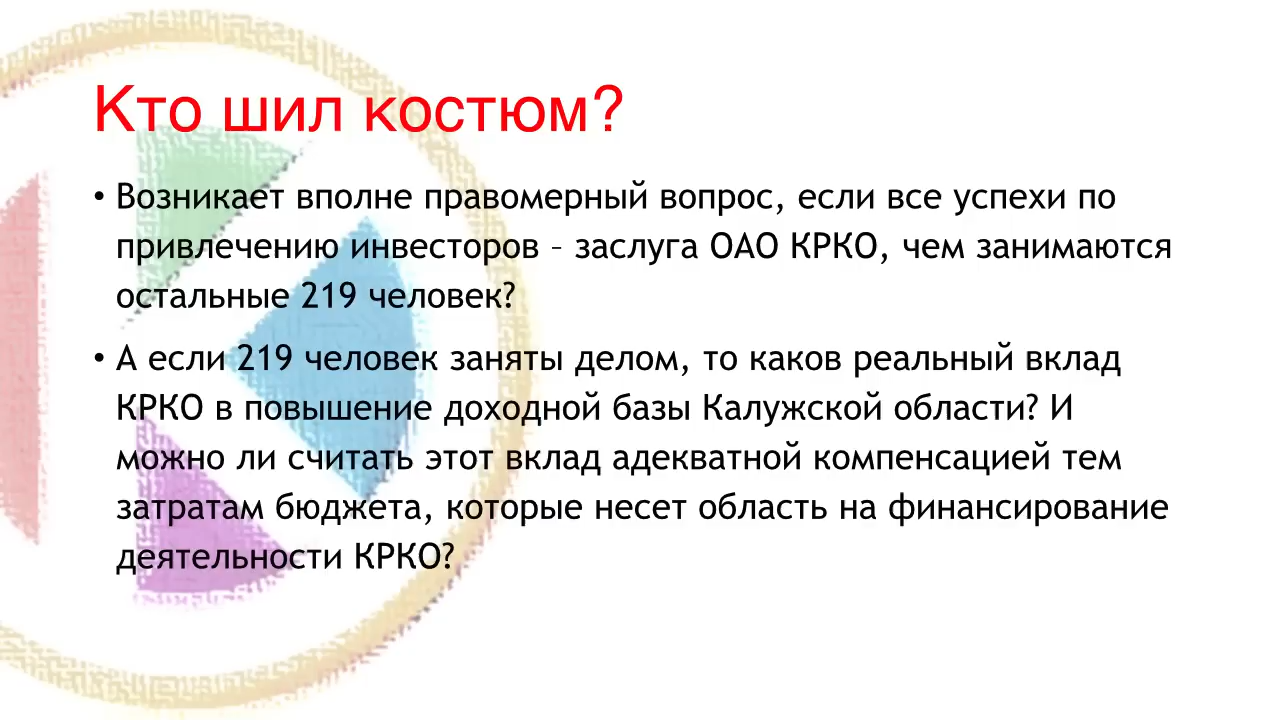 Кто шил костюм?
• Возникает вполне правомерный вопрос, если все успехи по
привлечению инвесторов – заслуга ОАО КРКО, чем занимаются
остальные 219 человек?
• А если 219 человек заняты делом, то каков реальный вклад
КРКО в повышение доходной базы Калужской области? И
можно ли считать этот вклад адекватной компенсацией тем
затратам бюджета, которые несет область на финансирование
деятельности КРКО?